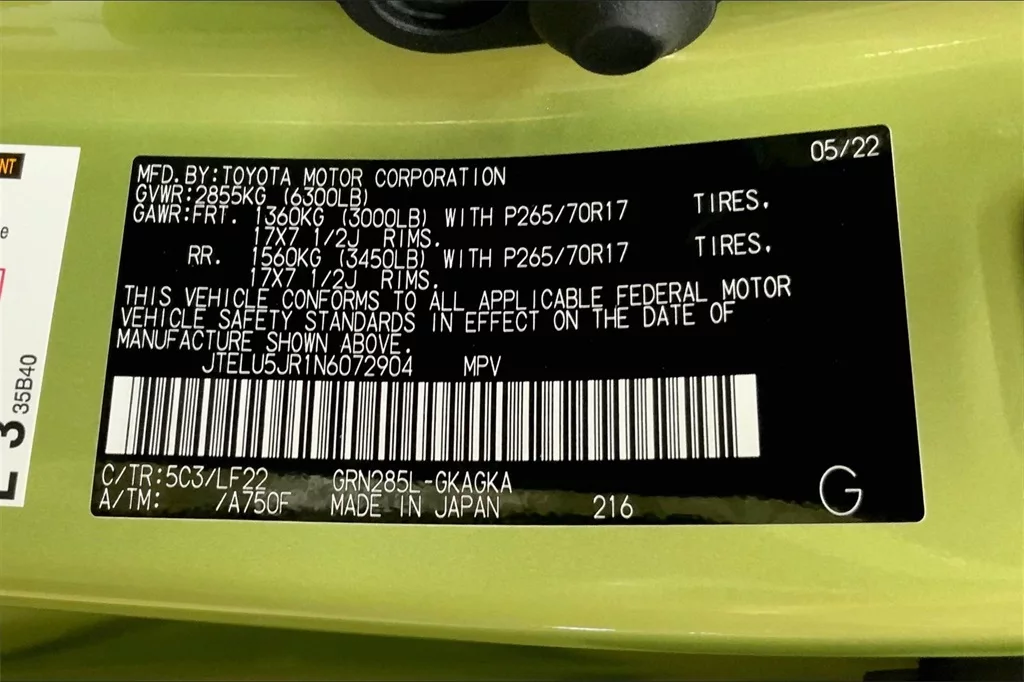 05/22
MFD.BY:TOYOTA MOTOR CORPORATION
GVWR:2855KG (6300LB)
GAWR:FRT. 1360KG (3000LB) WITH P265/70R17 TIRES.
17X7 1/2J RIMS.
RR. 1560KG (3450LB) WITH P265/70R17 TIRES.
17X7 1/2J RIMS.
THIS VEHICLE CONFORMS TO ALL APPLICABLE FEDERAL MOTOR
VEHICLE SAFETY STANDARDS IN EFFECT ON THE DATE OF
MANUFACTURE SHOWN ABOVE.
JTELU5JR1N6072904 MPV
C/TR:5C3/LF22 GRN285L-GKAGKA
A/TM: /A750F MADE IN JAPAN 216 G
NT
e
3
35B40